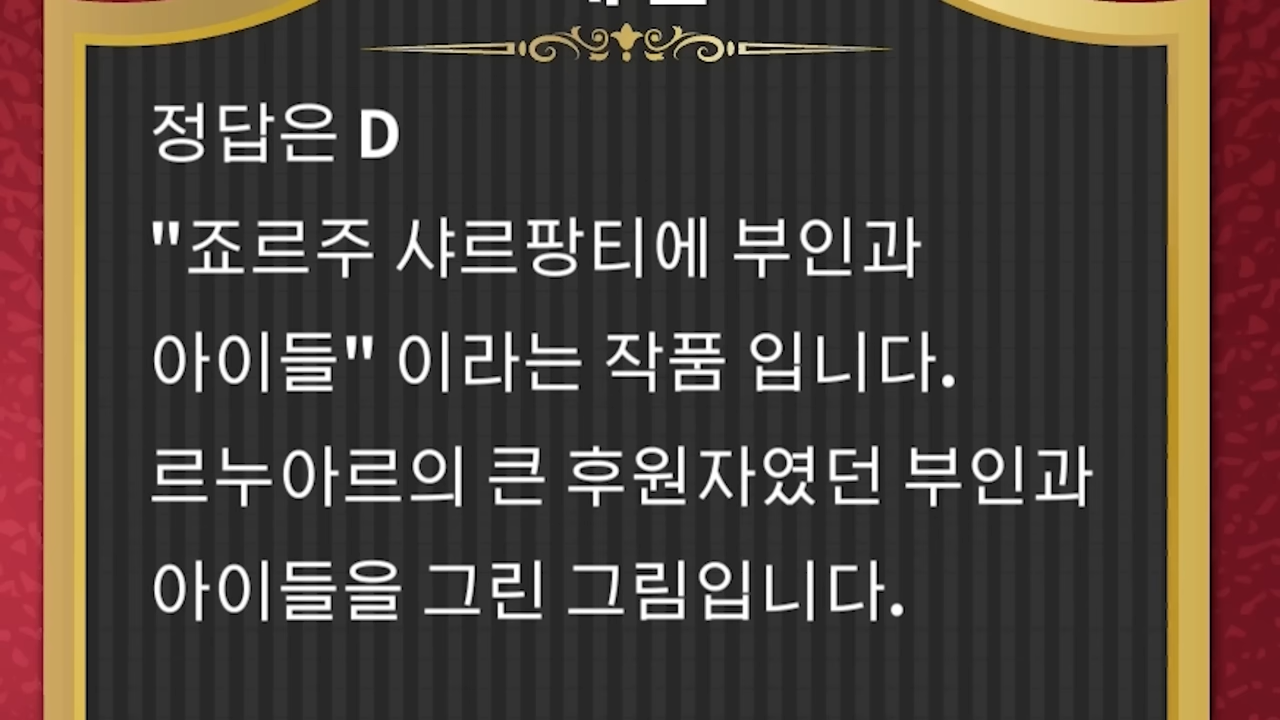 정답은 D
"죠르주 샤르팡티에 부인과
아이들" 이라는 작품 입니다.
르누아르의 큰 후원자였던 부인과
아이들을 그린 그림입니다.